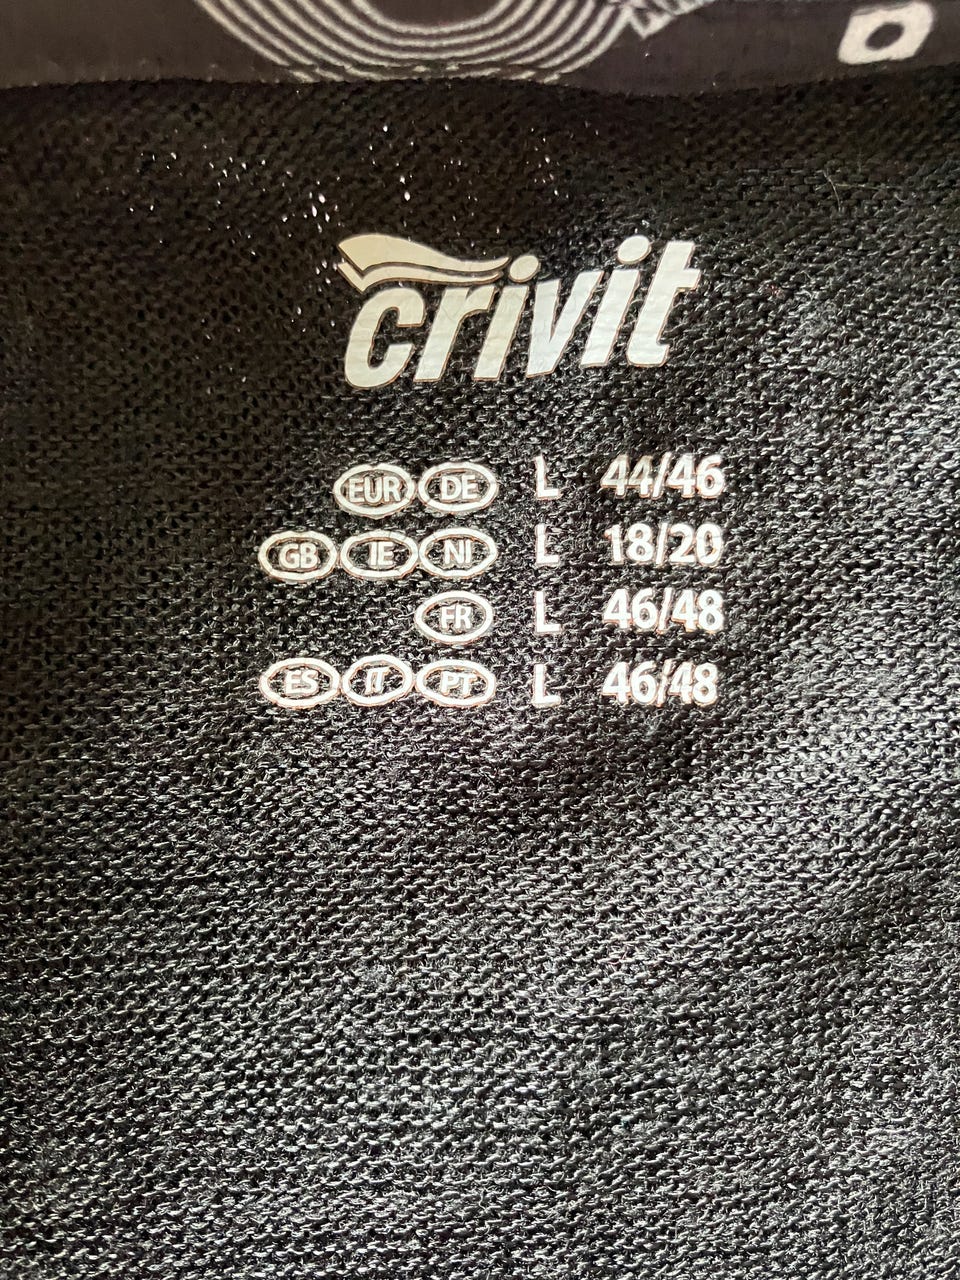 crivit
EUR DE L 44/46
GB IE NI L 18/20
FR L 46/48
ES IT PT L 46/48